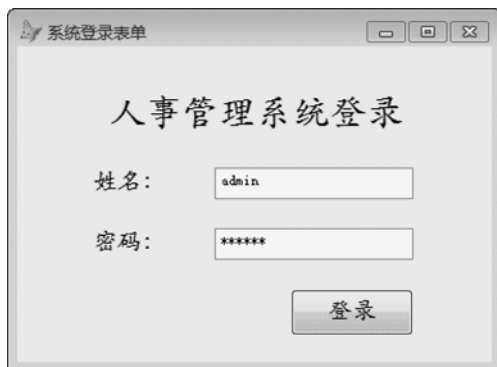 系统登录表单
人事管理系统登录
姓名： admin
密码： ******
登录